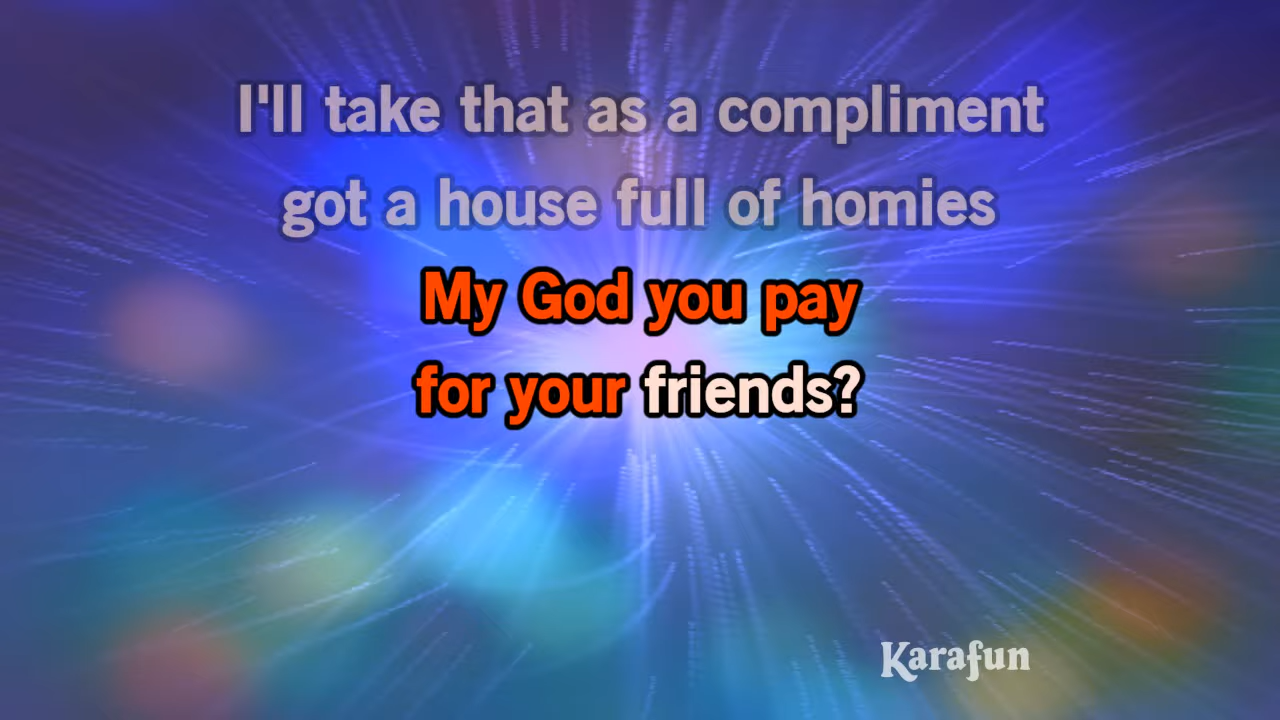 I'll take that as a compliment
got a house full of homies
My God you pay
for your friends?
Karafun